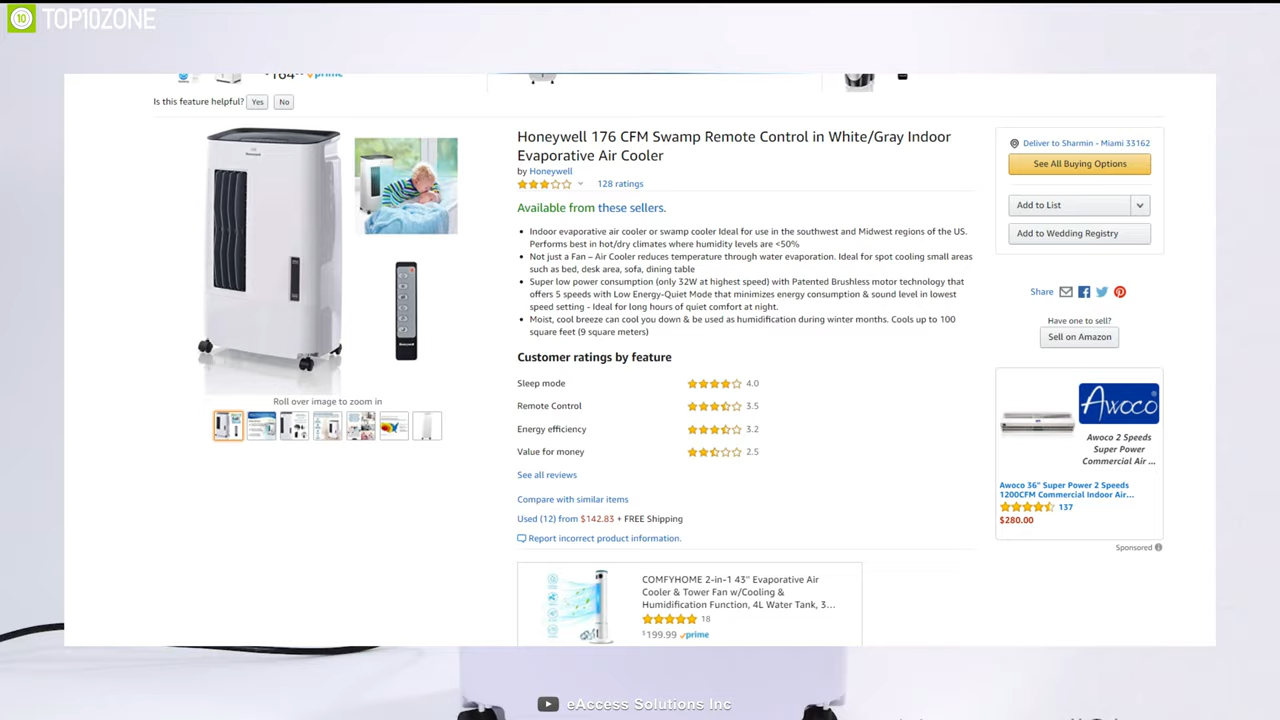 10 TOP10ZONE
prime
Is this feature helpful? Yes No
Honeywell 176 CFM Swamp Remote Control in White/Gray Indoor
Evaporative Air Cooler
by Honeywell
128 ratings
Available from these sellers.
Indoor evaporative air cooler or swamp cooler Ideal for use in the southwest and Midwest regions of the US.
Performs best in hot/dry climates where humidity levels are <50%
Not just a Fan – Air Cooler reduces temperature through water evaporation. Ideal for spot cooling small areas
such as bed, desk area, sofa, dining table
Super low power consumption (only 32W at highest speed) with Patented Brushless motor technology that
offers 5 speeds with Low Energy-Quiet Mode that minimizes energy consumption & sound level in lowest
speed setting - Ideal for long hours of quiet comfort at night.
Moist, cool breeze can cool you down & be used as humidification during winter months. Cools up to 100
square feet (9 square meters)
Roll over image to zoom in
Customer ratings by feature
Sleep mode 4.0
Remote Control 3.5
Energy efficiency 3.2
Value for money 2.5
See all reviews
Compare with similar items
Used (12) from $142.83 + FREE Shipping
Report incorrect product information.
COMFYHOME 2-in-1 43" Evaporative Air
Cooler & Tower Fan w/Cooling &
Humidification Function, 4L Water Tank, 3...
18
$199.99 prime
Deliver to Sharmin - Miami 33162
See All Buying Options
Add to List
Add to Wedding Registry
Share
Have one to sell?
Sell on Amazon
Awoco
Awoco 2 Speeds
Super Power
Commercial Air ...
Awoco 36" Super Power 2 Speeds
1200CFM Commercial Indoor Air...
137
$280.00
Sponsored
eAccess Solutions Inc